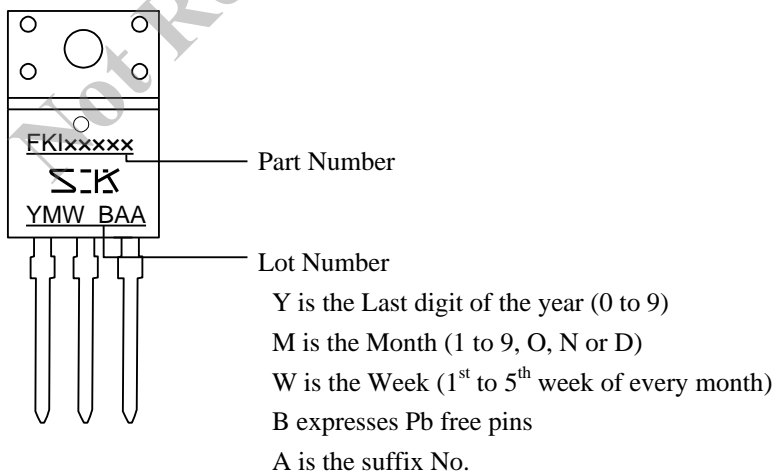 Not Re
FKIxxxxx
SK
YMW BAA
Part Number
Lot Number
Y is the Last digit of the year (0 to 9)
M is the Month (1 to 9, O, N or D)
W is the Week (1st to 5th week of every month)
B expresses Pb free pins
A is the suffix No.